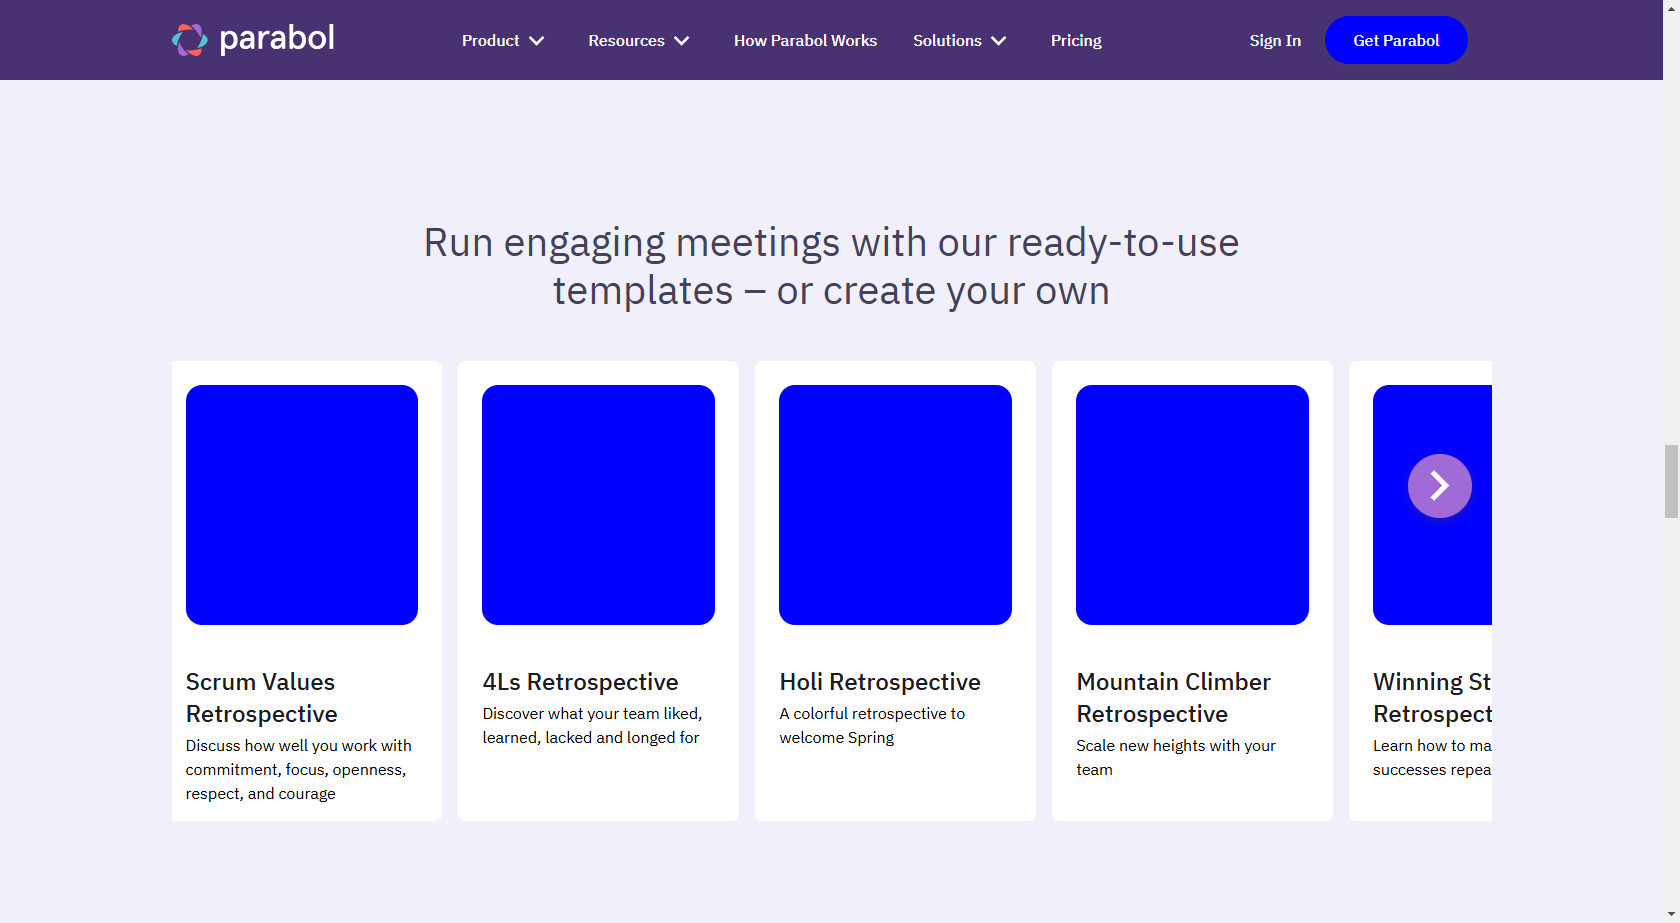 parabol
Product
Resources
How Parabol Works
Solutions
Pricing
Sign In
Get Parabol
Run engaging meetings with our ready-to-use
templates – or create your own
Scrum Values
Retrospective
Discuss how well you work with
commitment, focus, openness,
respect, and courage
4Ls Retrospective
Discover what your team liked,
learned, lacked and longed for
Holi Retrospective
A colorful retrospective to
welcome Spring
Mountain Climber
Retrospective
Scale new heights with your
team
Winning St
Retrospect
Learn how to ma
successes repea